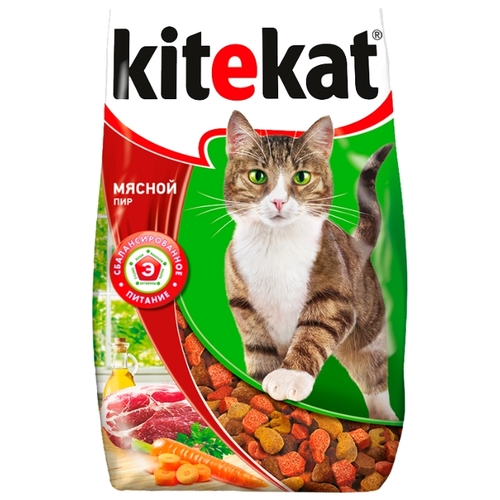 kitekat®
МЯСНОЙ
ПИР
СБАЛАНСИРОВАННОЕ
Э
ПИТАНИЕ